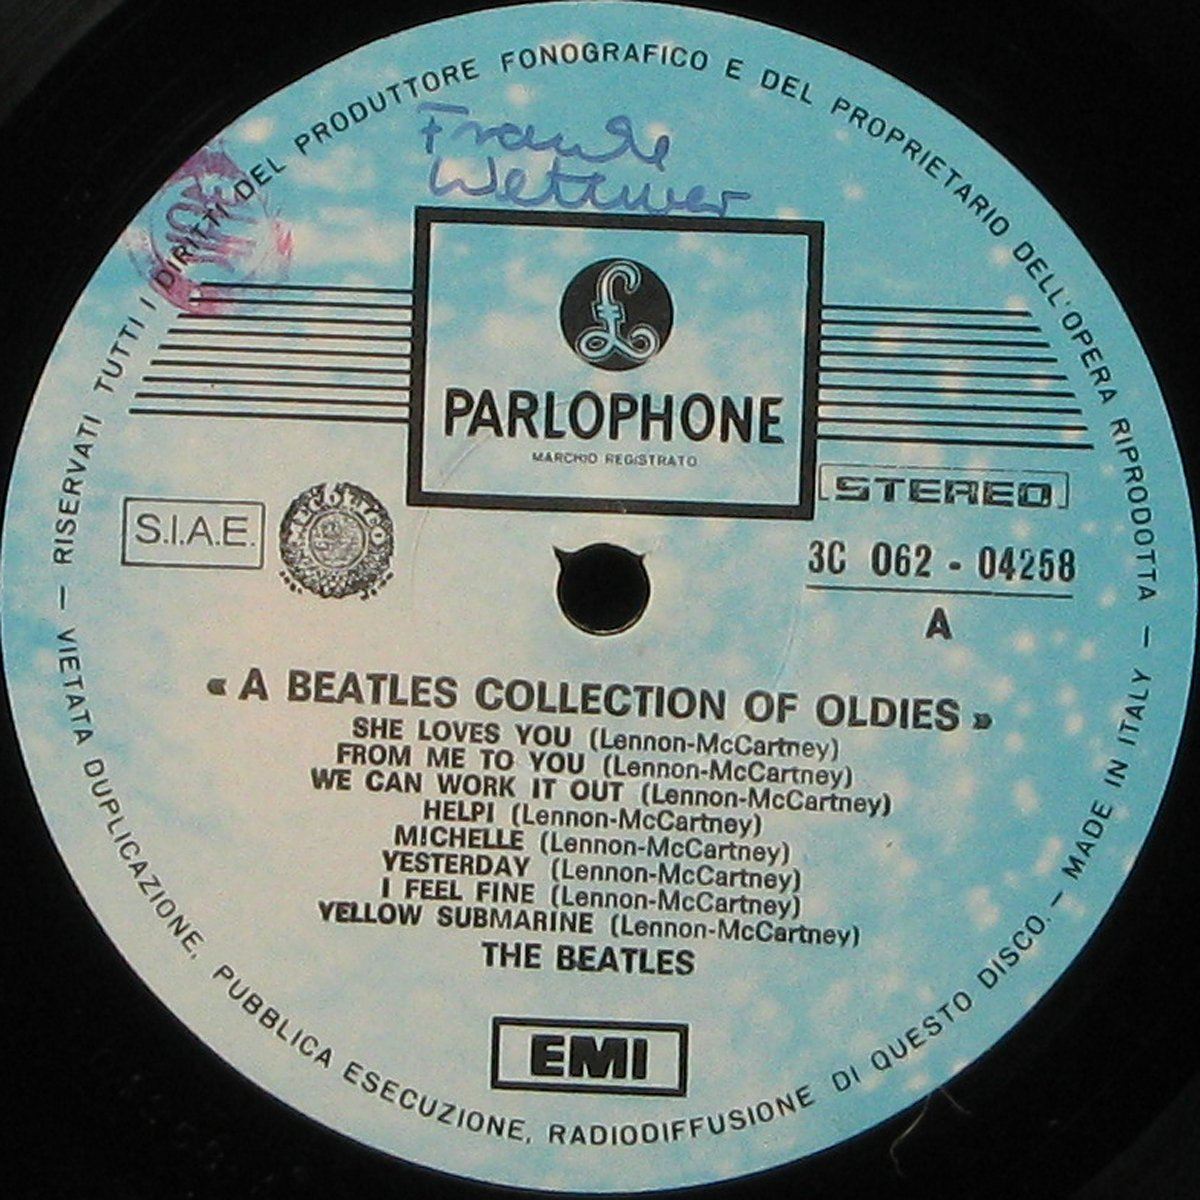 RISERVATI TUTTI I DIRITTI DEL PRODUTTORE FONOGRAFICO E DEL PROPRIETARIO DELL'OPERA RIPRODOTTA — MADE IN ITALY —
PARLOPHONE
MARCHIO REGISTRATO
STEREO
S.I.A.E.
3C 062 - 04258
A
« A BEATLES COLLECTION OF OLDIES »
SHE LOVES YOU (Lennon-McCartney)
FROM ME TO YOU (Lennon-McCartney)
WE CAN WORK IT OUT (Lennon-McCartney)
HELP! (Lennon-McCartney)
MICHELLE (Lennon-McCartney)
YESTERDAY (Lennon-McCartney)
I FEEL FINE (Lennon-McCartney)
YELLOW SUBMARINE (Lennon-McCartney)
THE BEATLES
EMI
— VIETATA DUPLICAZIONE, PUBBLICA ESECUZIONE, RADIODIFFUSIONE DI QUESTO DISCO. —